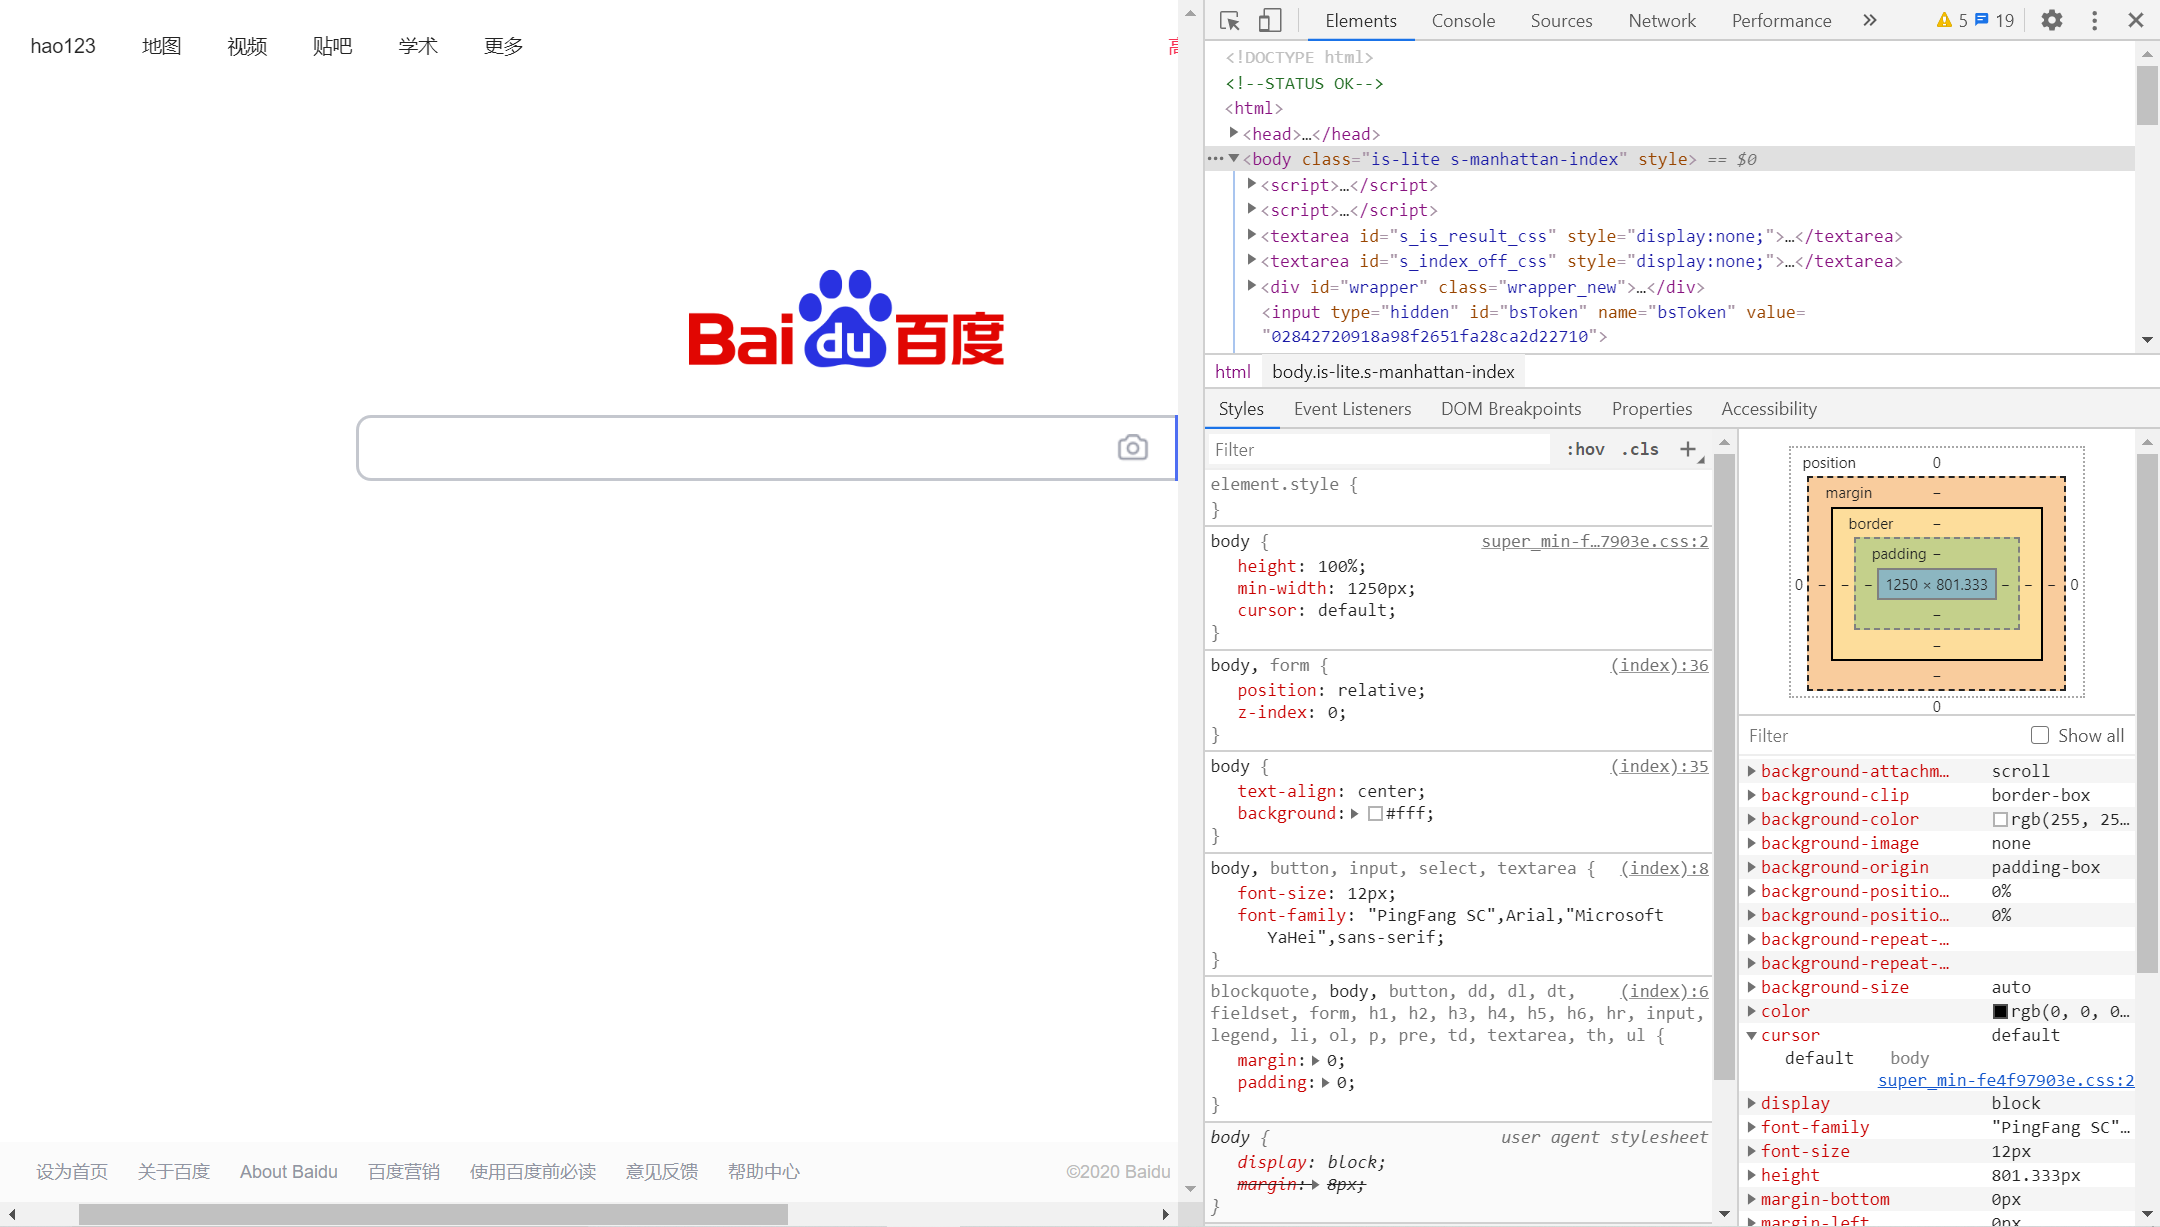 hao123 地图 视频 贴吧 学术 更多
Baidu百度
设为首页 关于百度 About Baidu 百度营销 使用百度前必读 意见反馈 帮助中心 ©2020 Baidu
Elements Console Sources Network Performance » 5 19
<!DOCTYPE html>
<!--STATUS OK-->
<html>
<head>…</head>
<body class="is-lite s-manhattan-index" style> == $0
<script>…</script>
<script>…</script>
<textarea id="s_is_result_css" style="display:none;">…</textarea>
<textarea id="s_index_off_css" style="display:none;">…</textarea>
<div id="wrapper" class="wrapper_new">…</div>
<input type="hidden" id="bsToken" name="bsToken" value=
"02842720918a98f2651fa28ca2d22710">
html body.is-lite.s-manhattan-index
Styles Event Listeners DOM Breakpoints Properties Accessibility
Filter :hov .cls +
element.style {
}
body { super_min-f…7903e.css:2
height: 100%;
min-width: 1250px;
cursor: default;
}
body, form { (index):36
position: relative;
z-index: 0;
}
body { (index):35
text-align: center;
background: #fff;
}
body, button, input, select, textarea { (index):8
font-size: 12px;
font-family: "PingFang SC",Arial,"Microsoft
YaHei",sans-serif;
}
blockquote, body, button, dd, dl, dt, (index):6
fieldset, form, h1, h2, h3, h4, h5, h6, hr, input,
legend, li, ol, p, pre, td, textarea, th, ul {
margin: 0;
padding: 0;
}
body { user agent stylesheet
display: block;
margin: 8px;
}
position 0
margin –
border –
padding –
0 – – – 1250 × 801.333 – – – 0
–
–
–
0
Filter Show all
background-attachm… scroll
background-clip border-box
background-color rgb(255, 25…
background-image none
background-origin padding-box
background-positio… 0%
background-positio… 0%
background-repeat-…
background-repeat-…
background-size auto
color rgb(0, 0, 0…
cursor default
default body
super_min-fe4f97903e.css:2
display block
font-family "PingFang SC"…
font-size 12px
height 801.333px
margin-bottom 0px
margin-left 0px